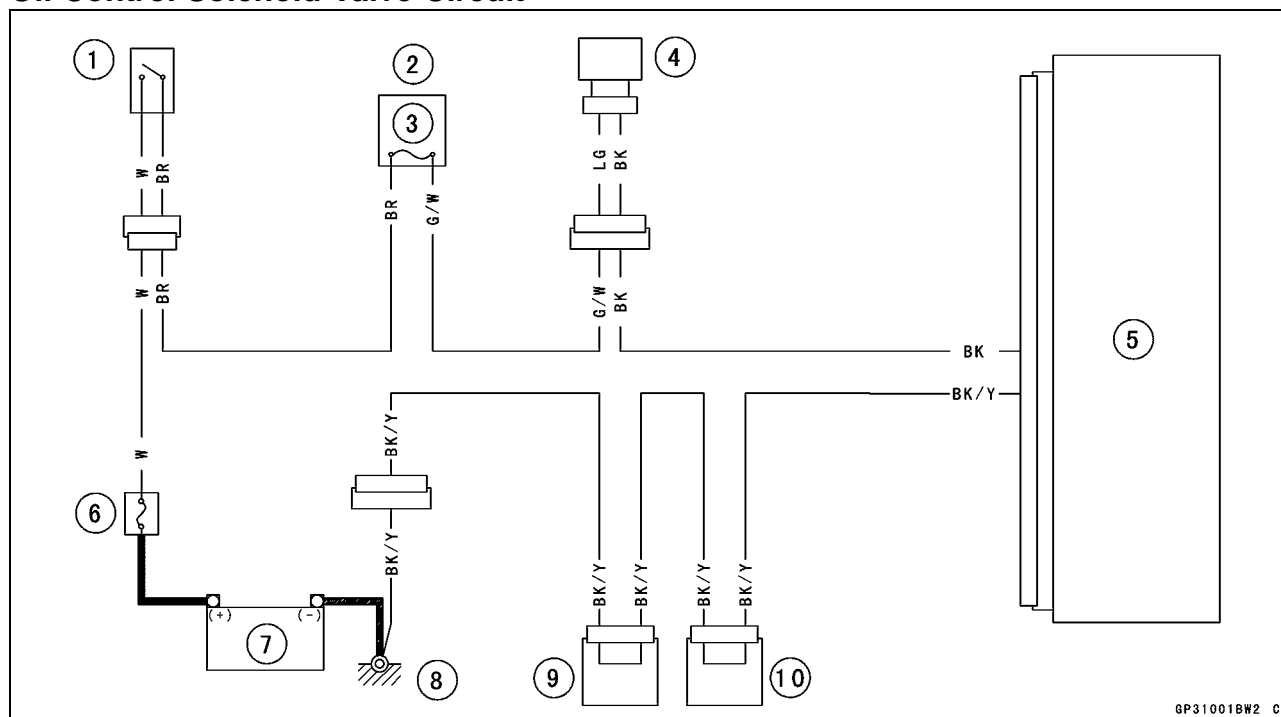 Oil Control Solenoid Valve Circuit
1
2
3
4
W
BR
BR
G/W
LG
BK
W
BR
G/W
BK
5
BK
BK/Y
W
BK/Y
6
BK/Y
BK/Y
BK/Y
BK/Y
BK/Y
(+)
(-)
7
8
9
10
GP31001BW2 C